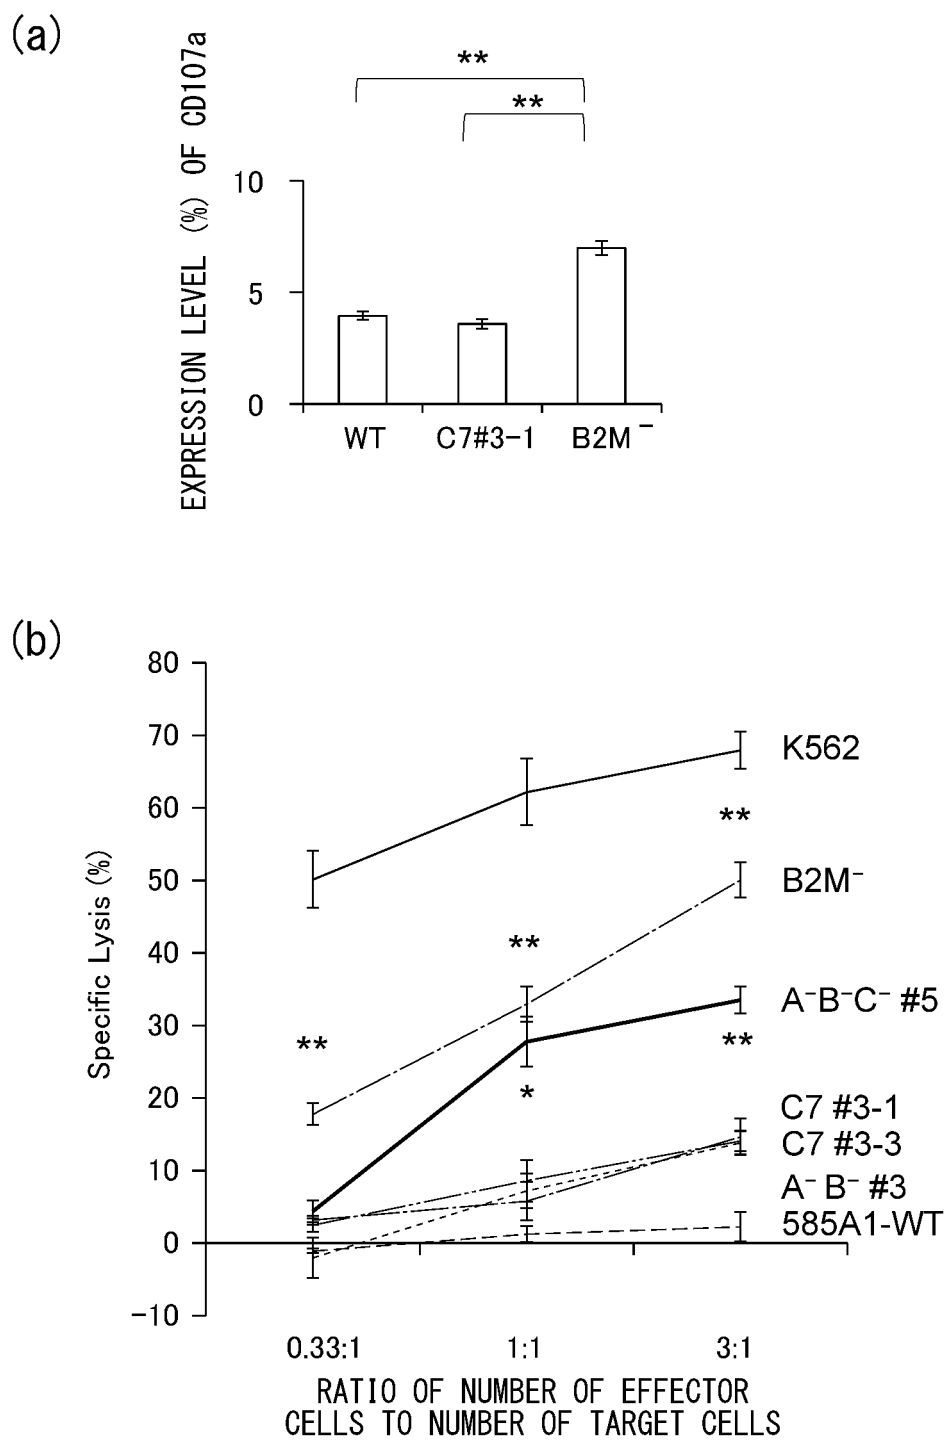 (a)
EXPRESSION LEVEL (%) OF CD107a
**
**
10
5
0
WT C7#3-1 B2M⁻
(b)
Specific Lysis (%)
80
70
60
50
40
30
20
10
0
-10
K562
**
B2M⁻
**
A⁻B⁻C⁻ #5
**
**
*
C7 #3-1
C7 #3-3
A⁻ B⁻ #3
585A1-WT
0.33:1 1:1 3:1
RATIO OF NUMBER OF EFFECTOR
CELLS TO NUMBER OF TARGET CELLS